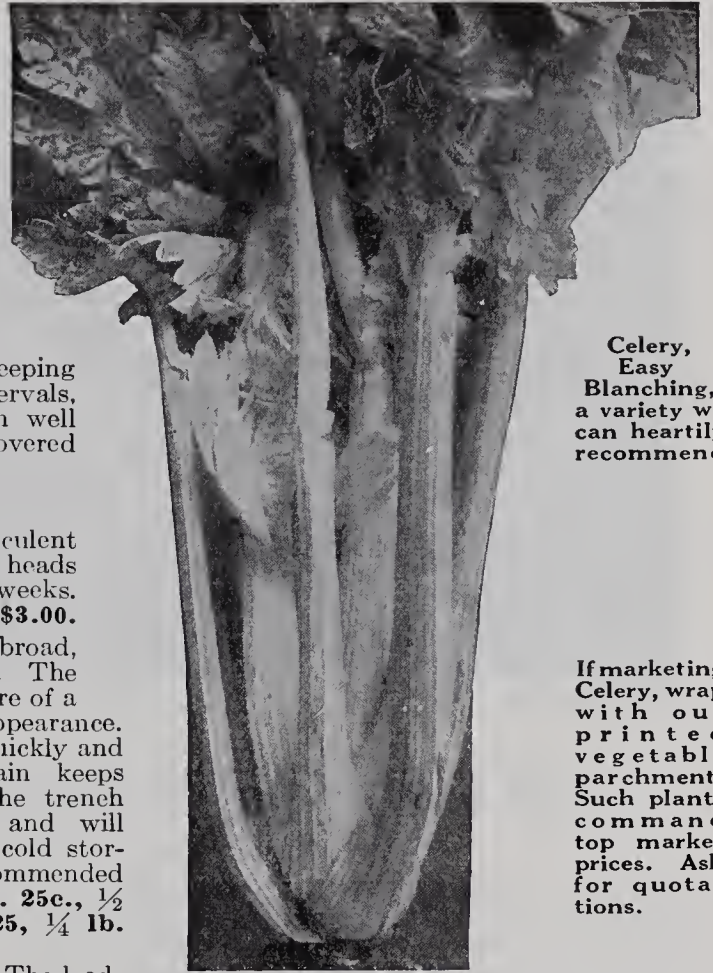 eeping
ervals,
n well
overed
culent
heads
weeks.
$3.00.
broad,
The
re of a
ppearance.
uickly and
ain keeps
he trench
and will
cold stor-
ommended
. 25c., ½
25, ¼ lb.
The lead
Celery,
Easy
Blanching,
a variety w
can heartil
recommen
If marketing
Celery, wrap
with ou
printe
vegetabl
parchment
Such plant
comman
top marke
prices. As
for quota
tions.